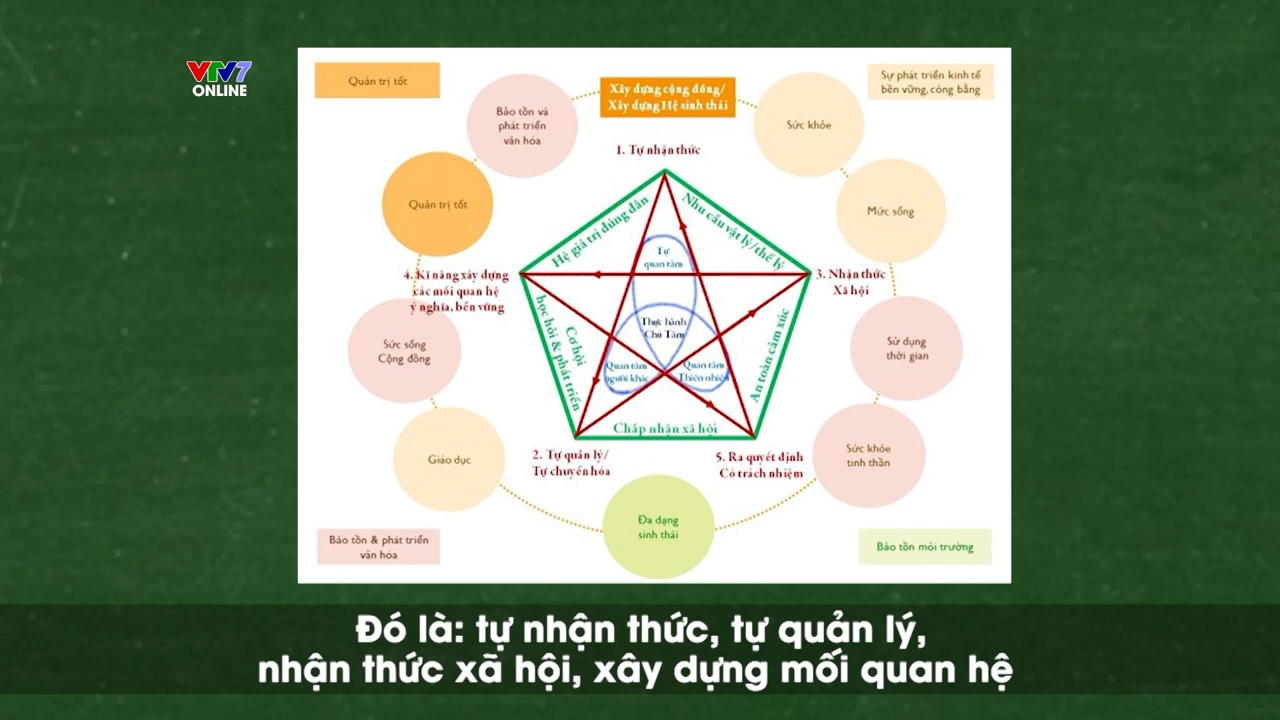 VTV7
ONLINE
Quản trị tốt
Xây dựng cộng đồng/
Xây dựng Hệ sinh thái
Sự phát triển kinh tế
bền vững, công bằng
Bảo tồn và
phát triển
văn hóa
Sức khỏe
1. Tự nhận thức
Quản trị tốt
Hệ giá trị đúng đắn
Nhu cầu vật lý/thể lý
Mức sống
Tự
quan tâm
4. Kĩ năng xây dựng
các mối quan hệ
ý nghĩa, bền vững
3. Nhận thức
Xã hội
Thực hành
Chú Tâm
Sức sống
Cộng đồng
Cơ hội
học hỏi & phát triển
An toàn cảm xúc
Sử dụng
thời gian
Quan tâm
người khác
Quan tâm
Thiên nhiên
Chấp nhận xã hội
Giáo dục
2. Tự quản lý/
Tự chuyển hóa
5. Ra quyết định
Có trách nhiệm
Sức khỏe
tinh thần
Đa dạng
sinh thái
Bảo tồn & phát triển
văn hóa
Bảo tồn môi trường
Đó là: tự nhận thức, tự quản lý,
nhận thức xã hội, xây dựng mối quan hệ